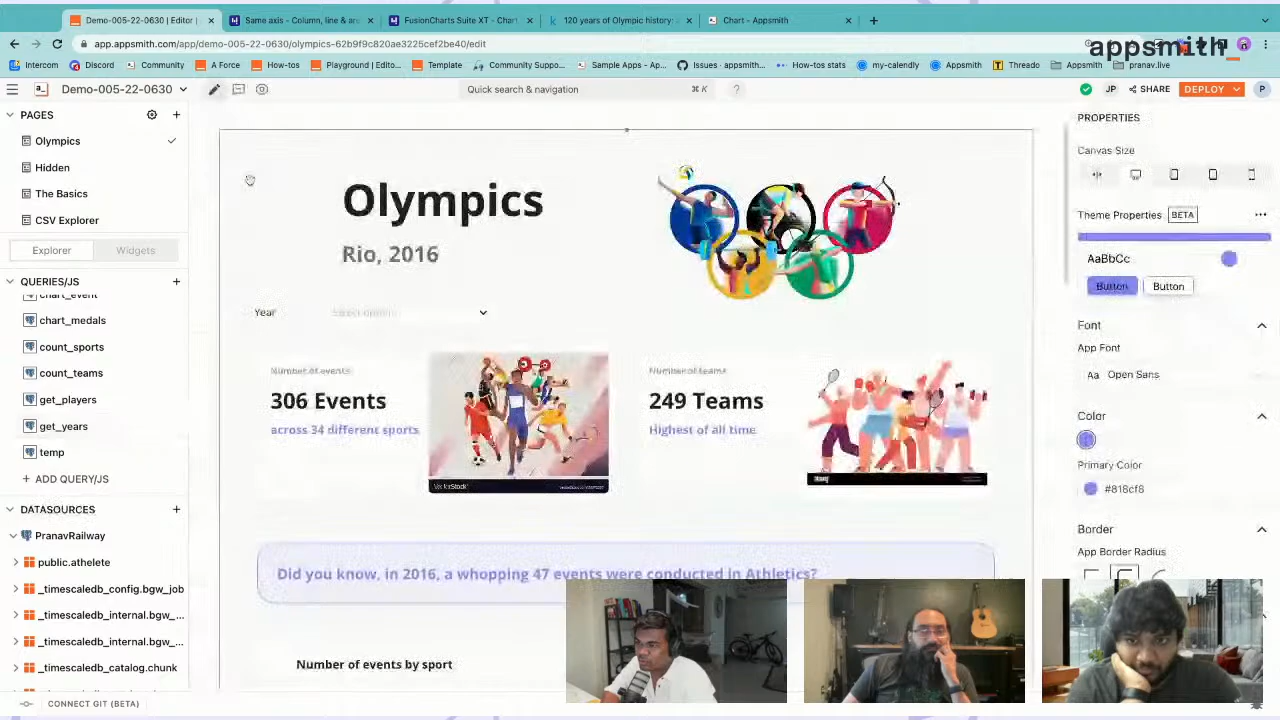 Demo-005-22-0630 | Editor |
Same axis - Column, line & are
FusionCharts Suite XT - Chart
120 years of Olympic history:
Chart - Appsmith
app.appsmith.com/app/demo-005-22-0630/olympics-62b9f9c820ae3225cef2be40/edit
appsmith_
Intercom
Discord
Community
A Force
How-tos
Playground | Edito...
Template
Community Suppo...
Sample Apps - Ap...
Issues · appsmith...
How-tos stats
my-calendly
Appsmith
Threado
Appsmith
pranav.live
Demo-005-22-0630
Quick search & navigation
⌘ K
?
JP
SHARE
DEPLOY
P
PAGES
Olympics
Hidden
The Basics
CSV Explorer
Explorer
Widgets
QUERIES/JS
chart_event
chart_medals
count_sports
count_teams
get_players
get_years
temp
+ ADD QUERY/JS
DATASOURCES
PranavRailway
public.athelete
_timescaledb_config.bgw_job
_timescaledb_internal.bgw_...
_timescaledb_internal.bgw_...
_timescaledb_catalog.chunk
CONNECT GIT (BETA)
Olympics
Rio, 2016
Year
Select option
Number of events
306 Events
across 34 different sports
VectorStock
Number of teams
249 Teams
Highest of all time
Did you know, in 2016, a whopping 47 events were conducted in Athletics?
Number of events by sport
PROPERTIES
Canvas Size
Theme Properties
BETA
AaBbCc
Button
Button
Font
App Font
Aa Open Sans
Color
Primary Color
#818cf8
Border
App Border Radius